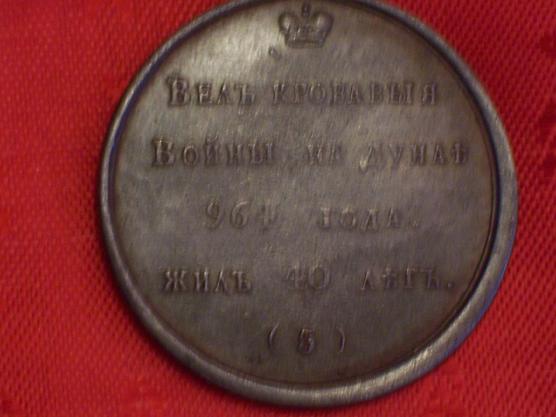 Велъ кровавыя
Войны на Дунаѣ
964 года.
жилъ 40 лѣтъ.
(5)